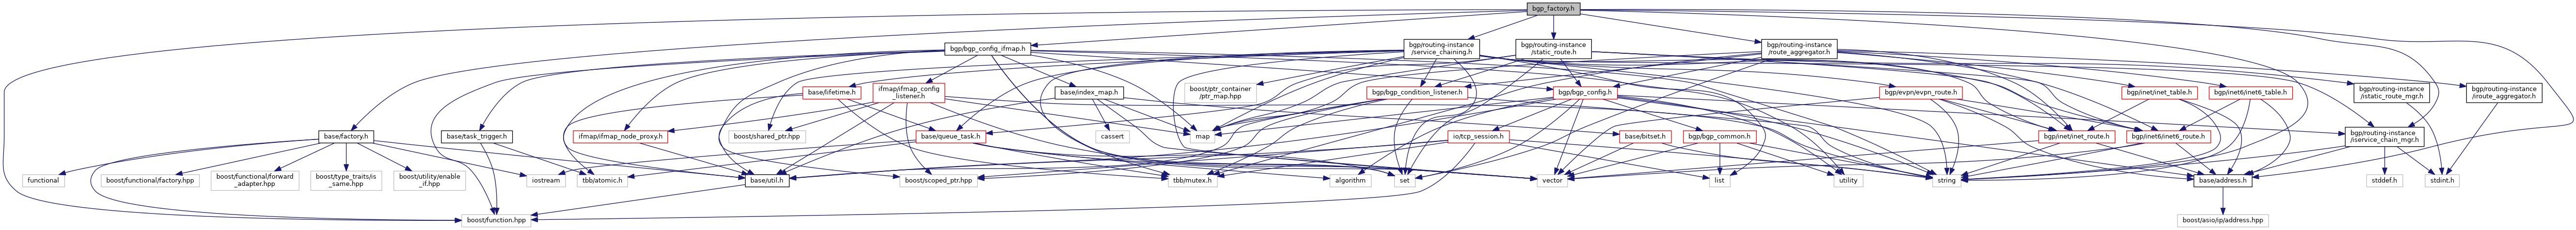 bgp_factory.h
bgp/bgp_config_ifmap.h
bgp/routing-instance
/service_chaining.h
bgp/routing-instance
/static_route.h
bgp/routing-instance
/route_aggregator.h
base/lifetime.h
ifmap/ifmap_config
_listener.h
base/index_map.h
boost/ptr_container
/ptr_map.hpp
bgp/bgp_condition_listener.h
bgp/bgp_config.h
bgp/evpn/evpn_route.h
bgp/inet/inet_table.h
bgp/inet6/inet6_table.h
bgp/routing-instance
/istatic_route_mgr.h
bgp/routing-instance
/iroute_aggregator.h
base/factory.h
base/task_trigger.h
ifmap/ifmap_node_proxy.h
boost/shared_ptr.hpp
base/queue_task.h
cassert
map
io/tcp_session.h
base/bitset.h
bgp/bgp_common.h
bgp/inet/inet_route.h
bgp/inet6/inet6_route.h
bgp/routing-instance
/iservice_chain_mgr.h
functional
boost/functional/factory.hpp
boost/functional/forward
_adapter.hpp
boost/type_traits/is
_same.hpp
boost/utility/enable
_if.hpp
iostream
tbb/atomic.h
base/util.h
boost/scoped_ptr.hpp
tbb/mutex.h
algorithm
set
vector
list
utility
string
base/address.h
stddef.h
stdint.h
boost/function.hpp
boost/asio/ip/address.hpp